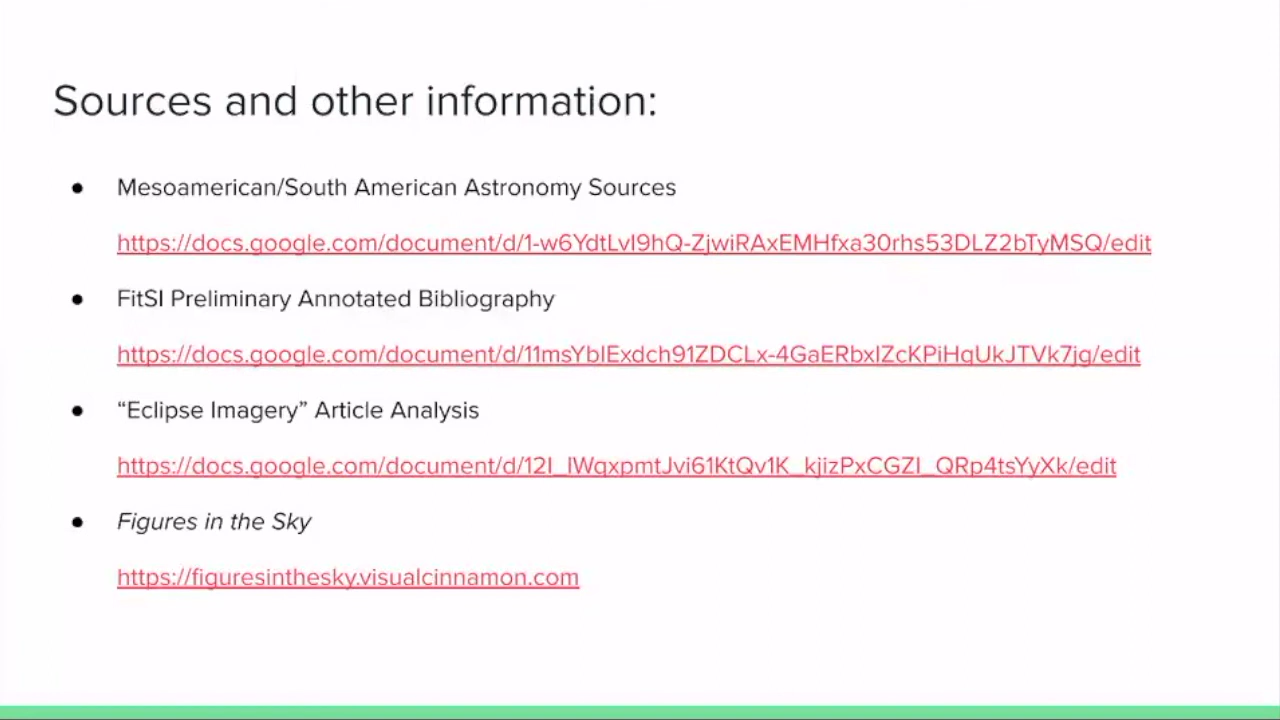 Sources and other information:
● Mesoamerican/South American Astronomy Sources
https://docs.google.com/document/d/1-w6YdtLvI9hQ-ZjwiRAxEMHfxa30rhs53DLZ2bTyMSQ/edit
● FitSI Preliminary Annotated Bibliography
https://docs.google.com/document/d/11msYbIExdch91ZDCLx-4GaERbxIZcKPiHqUkJTVk7jg/edit
● “Eclipse Imagery” Article Analysis
https://docs.google.com/document/d/12I_IWqxpmtJvi61KtQv1K_kjizPxCGZI_QRp4tsYyXk/edit
● Figures in the Sky
https://figuresinthesky.visualcinnamon.com